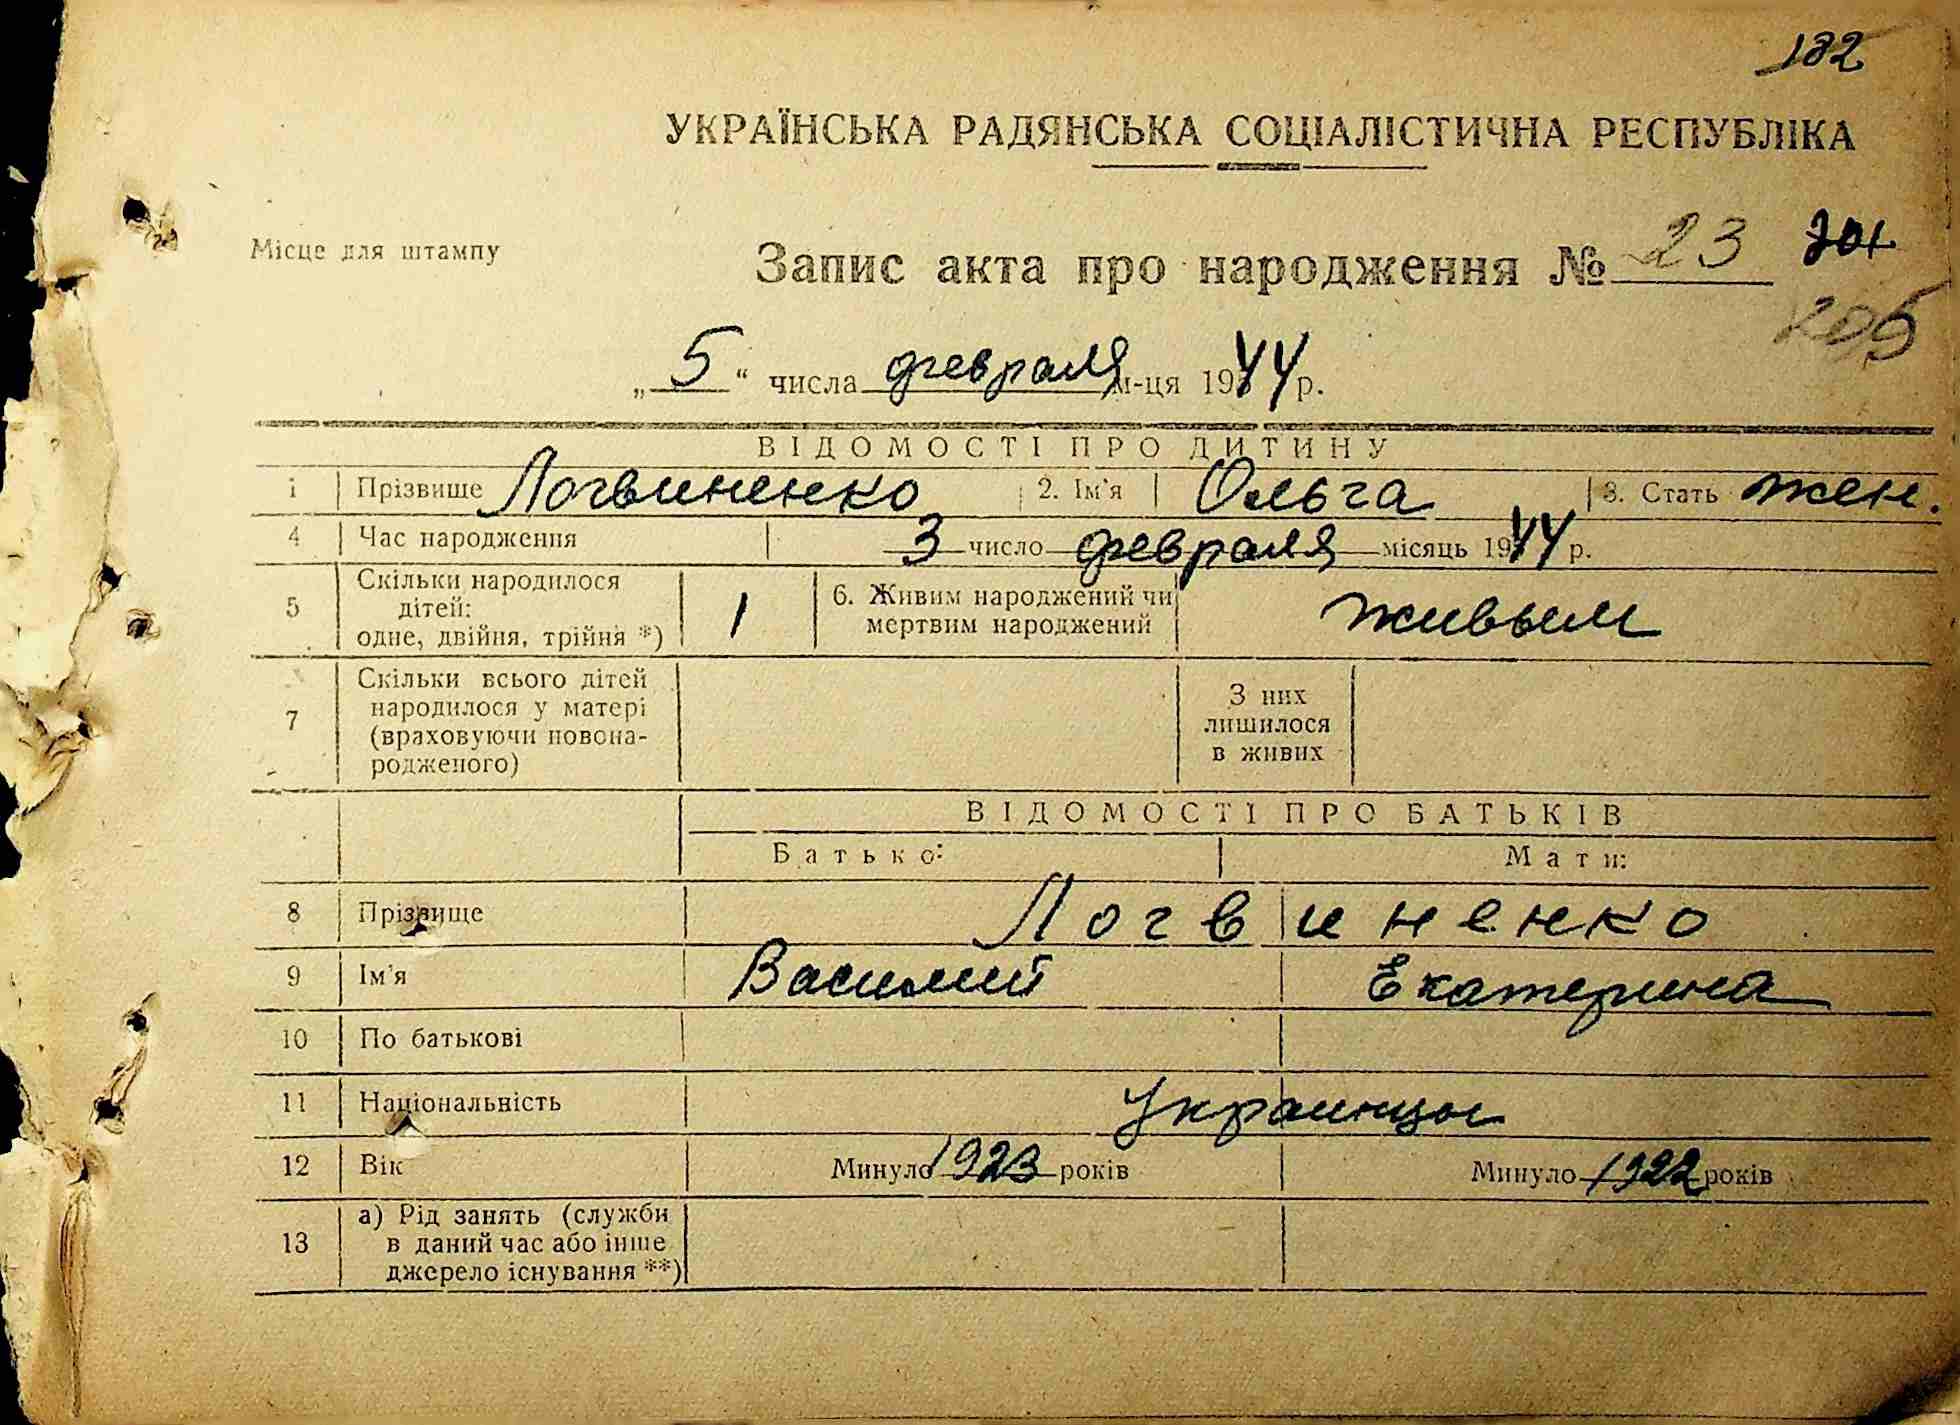 132
УКРАЇНСЬКА РАДЯНСЬКА СОЦІАЛІСТИЧНА РЕСПУБЛІКА
Місце для штампу
Запис акта про народження № 23 201
205
„5“ числа февраля м-ця 1944 р.
ВІДОМОСТІ ПРО ДИТИНУ
1 Прізвище Логвиненко 2. Ім'я Ольга 3. Стать жен.
4 Час народження 3 число февраля місяць 1944 р.
5 Скільки народилося дітей: одне, двійня, трійня *) 1 6. Живим народжений чи мертвим народжений живым
7 Скільки всього дітей народилося у матері (враховуючи новона-родженого) З них лишилося в живих
ВІДОМОСТІ ПРО БАТЬКІВ
Батько: Мати:
8 Прізвище Логвиненко
9 Ім'я Василий Екатерина
10 По батькові
11 Національність Украинцы
12 Вік Минуло 1923 років Минуло 1922 років
13 а) Рід занять (служби в даний час або інше джерело існування **)